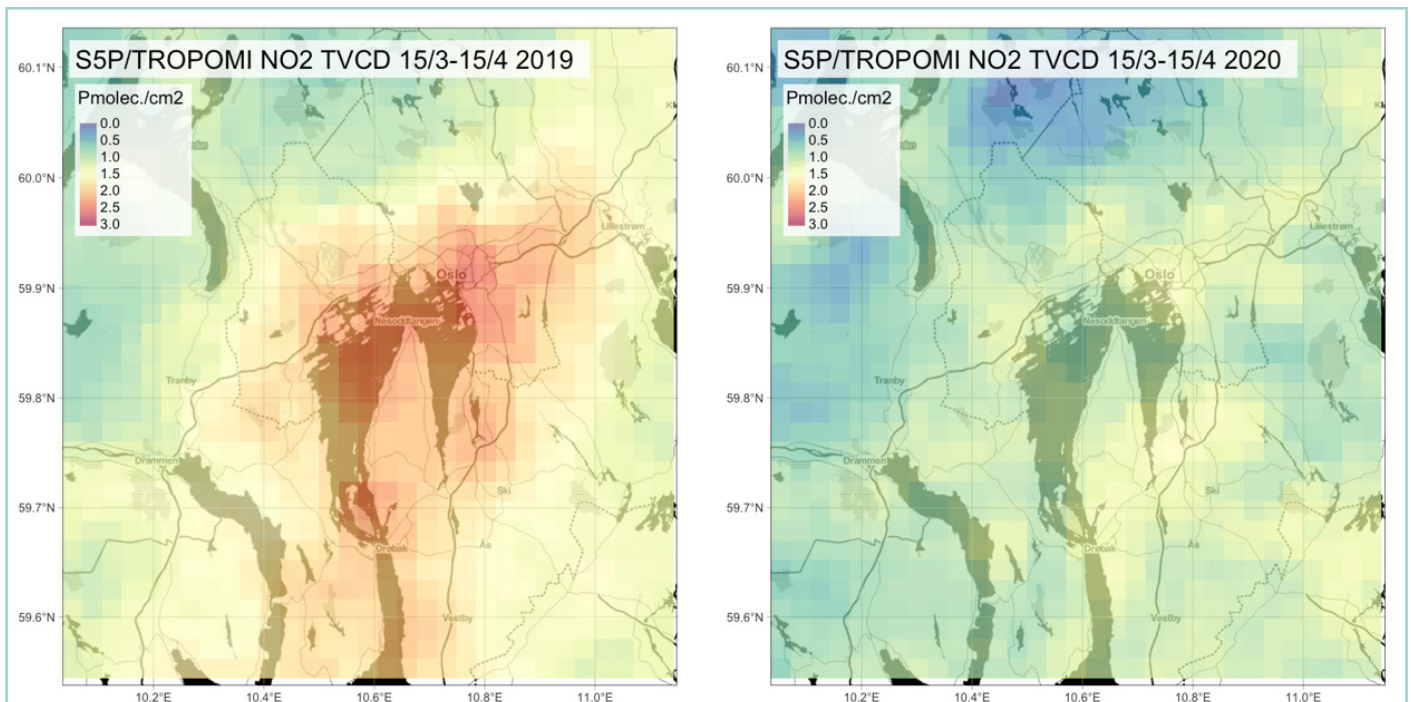 S5P/TROPOMI NO2 TVCD 15/3-15/4 2019
Pmolec./cm2
0.0
0.5
1.0
1.5
2.0
2.5
3.0
60.1°N
60.0°N
59.9°N
59.8°N
59.7°N
59.6°N
10.2°E
10.4°E
10.6°E
10.8°E
11.0°E
Lillestrøm
Oslo
Nesoddtangen
Tranby
Drammen
Ski
Drøbak
Ås
Vestby
S5P/TROPOMI NO2 TVCD 15/3-15/4 2020
Pmolec./cm2
0.0
0.5
1.0
1.5
2.0
2.5
3.0
60.1°N
60.0°N
59.9°N
59.8°N
59.7°N
59.6°N
10.2°E
10.4°E
10.6°E
10.8°E
11.0°E
Lillestrøm
Oslo
Nesoddtangen
Tranby
Drammen
Ski
Drøbak
Ås
Vestby